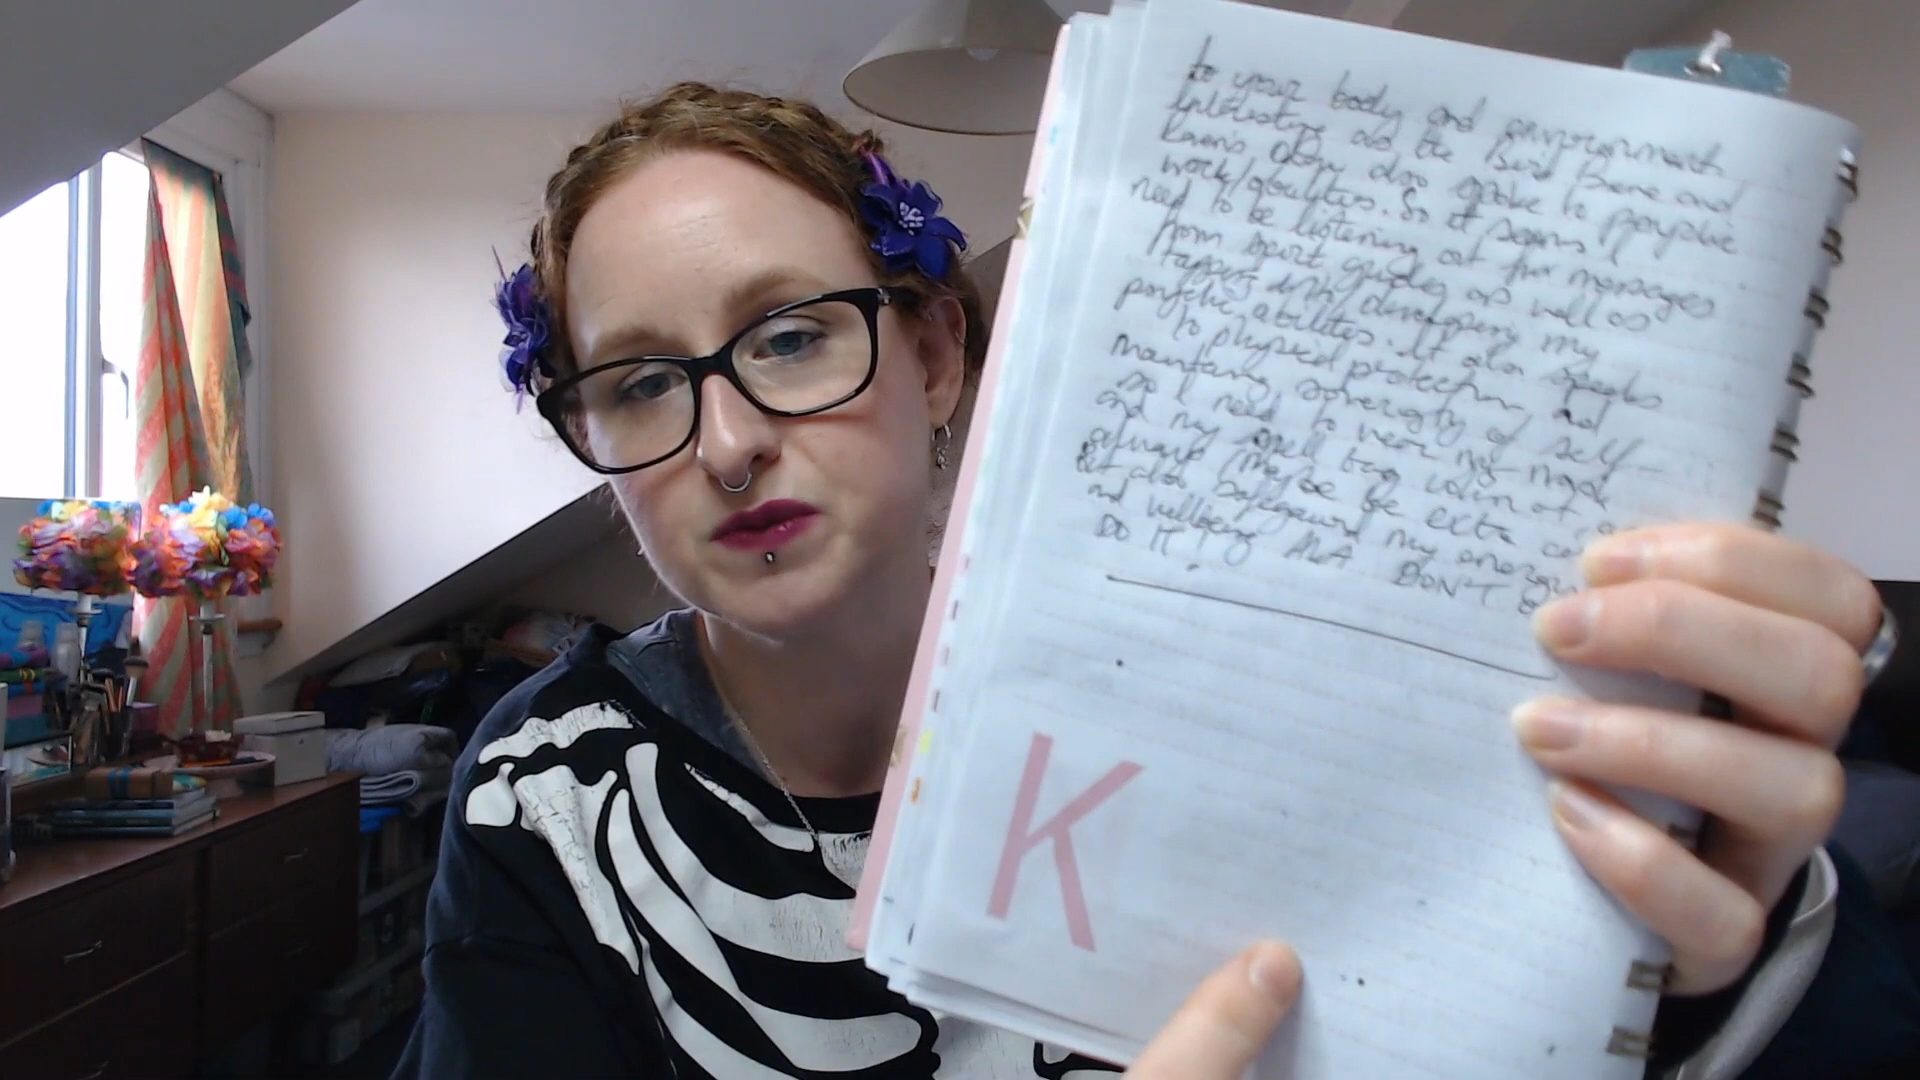 to your body and environment
Interesting as the Bird Bone and
Raven's also spoke to psychic
work/abilities. So it seems I
need to be listening out for messages
from spirit guides as well as
tapping into/developing my
psychic abilities. It also speaks
to physical protection, and
maintaining sovereignty of self -
so I need to wear my
and my spell bag
always, maybe be extra
but also safeguard my energy
and wellbeing AKA DON'T
DO IT!
K